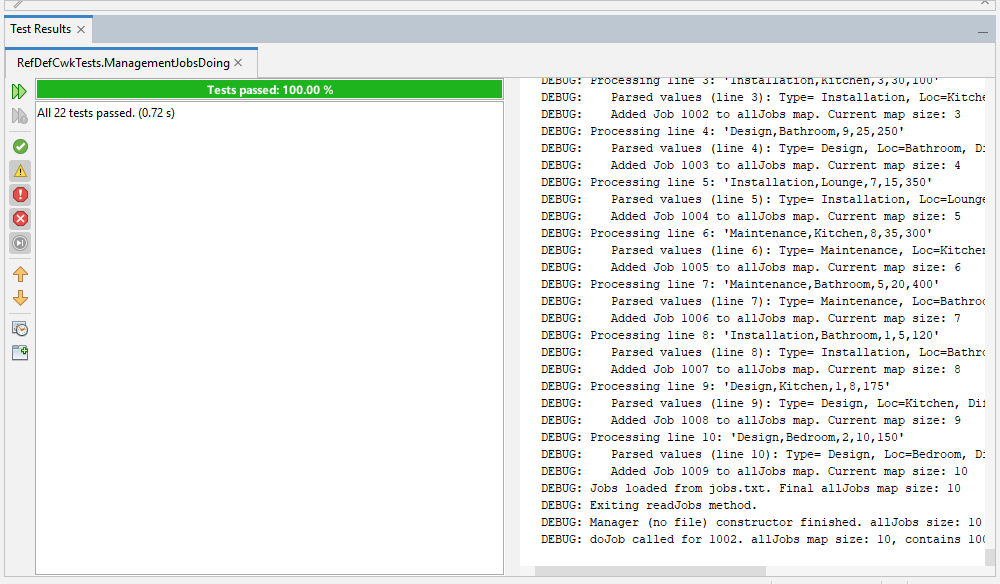 Test Results
RefDefCwkTests.ManagementJobsDoing
Tests passed: 100.00 %
All 22 tests passed. (0.72 s)
DEBUG: Processing line 3: 'Installation,Kitchen,3,30,100'
DEBUG:    Parsed values (line 3): Type= Installation, Loc=Kitche
DEBUG:    Added Job 1002 to allJobs map. Current map size: 3
DEBUG: Processing line 4: 'Design,Bathroom,9,25,250'
DEBUG:    Parsed values (line 4): Type= Design, Loc=Bathroom, Di
DEBUG:    Added Job 1003 to allJobs map. Current map size: 4
DEBUG: Processing line 5: 'Installation,Lounge,7,15,350'
DEBUG:    Parsed values (line 5): Type= Installation, Loc=Lounge
DEBUG:    Added Job 1004 to allJobs map. Current map size: 5
DEBUG: Processing line 6: 'Maintenance,Kitchen,8,35,300'
DEBUG:    Parsed values (line 6): Type= Maintenance, Loc=Kitchen
DEBUG:    Added Job 1005 to allJobs map. Current map size: 6
DEBUG: Processing line 7: 'Maintenance,Bathroom,5,20,400'
DEBUG:    Parsed values (line 7): Type= Maintenance, Loc=Bathroo
DEBUG:    Added Job 1006 to allJobs map. Current map size: 7
DEBUG: Processing line 8: 'Installation,Bathroom,1,5,120'
DEBUG:    Parsed values (line 8): Type= Installation, Loc=Bathro
DEBUG:    Added Job 1007 to allJobs map. Current map size: 8
DEBUG: Processing line 9: 'Design,Kitchen,1,8,175'
DEBUG:    Parsed values (line 9): Type= Design, Loc=Kitchen, Dif
DEBUG:    Added Job 1008 to allJobs map. Current map size: 9
DEBUG: Processing line 10: 'Design,Bedroom,2,10,150'
DEBUG:    Parsed values (line 10): Type= Design, Loc=Bedroom, Di
DEBUG:    Added Job 1009 to allJobs map. Current map size: 10
DEBUG: Jobs loaded from jobs.txt. Final allJobs map size: 10
DEBUG: Exiting readJobs method.
DEBUG: Manager (no file) constructor finished. allJobs size: 10
DEBUG: doJob called for 1002. allJobs map size: 10, contains 100